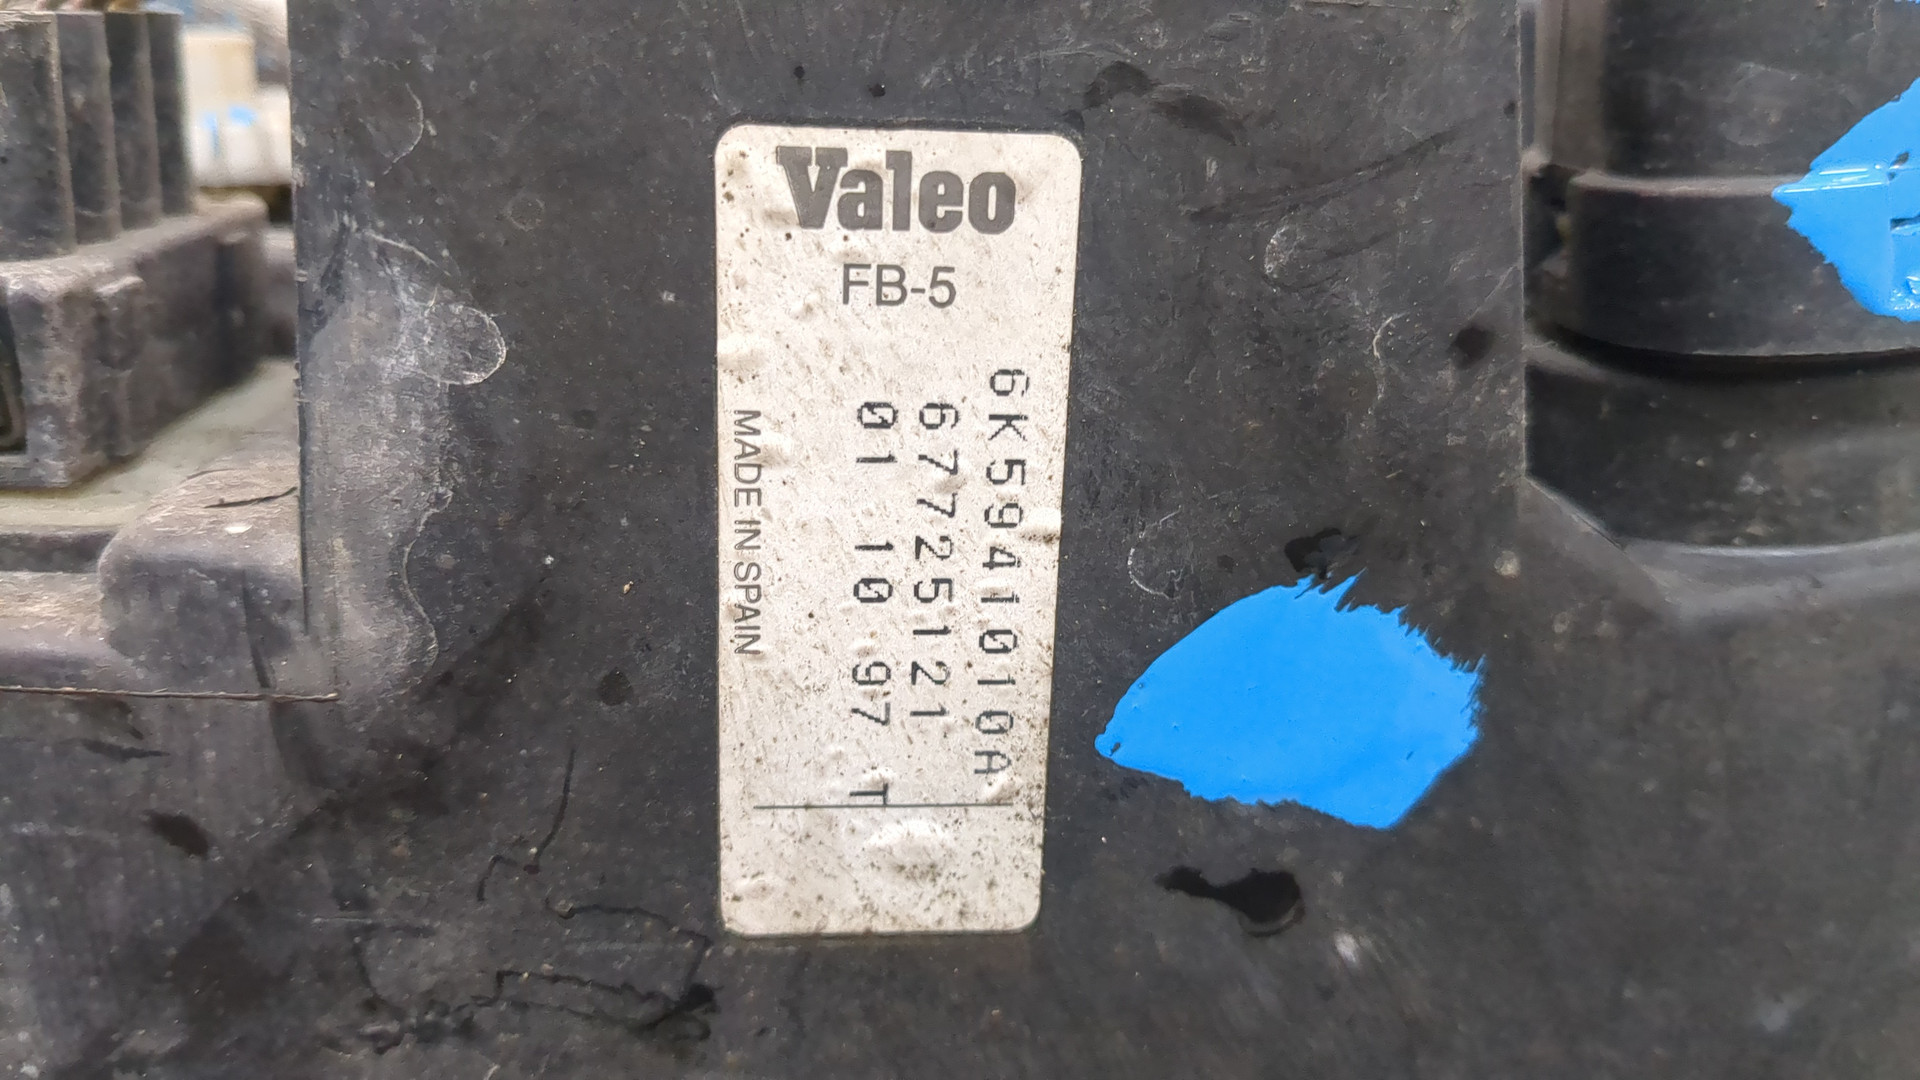 Valeo
FB-5
6K5941010A
67725121
01 10 97 T
MADE IN SPAIN